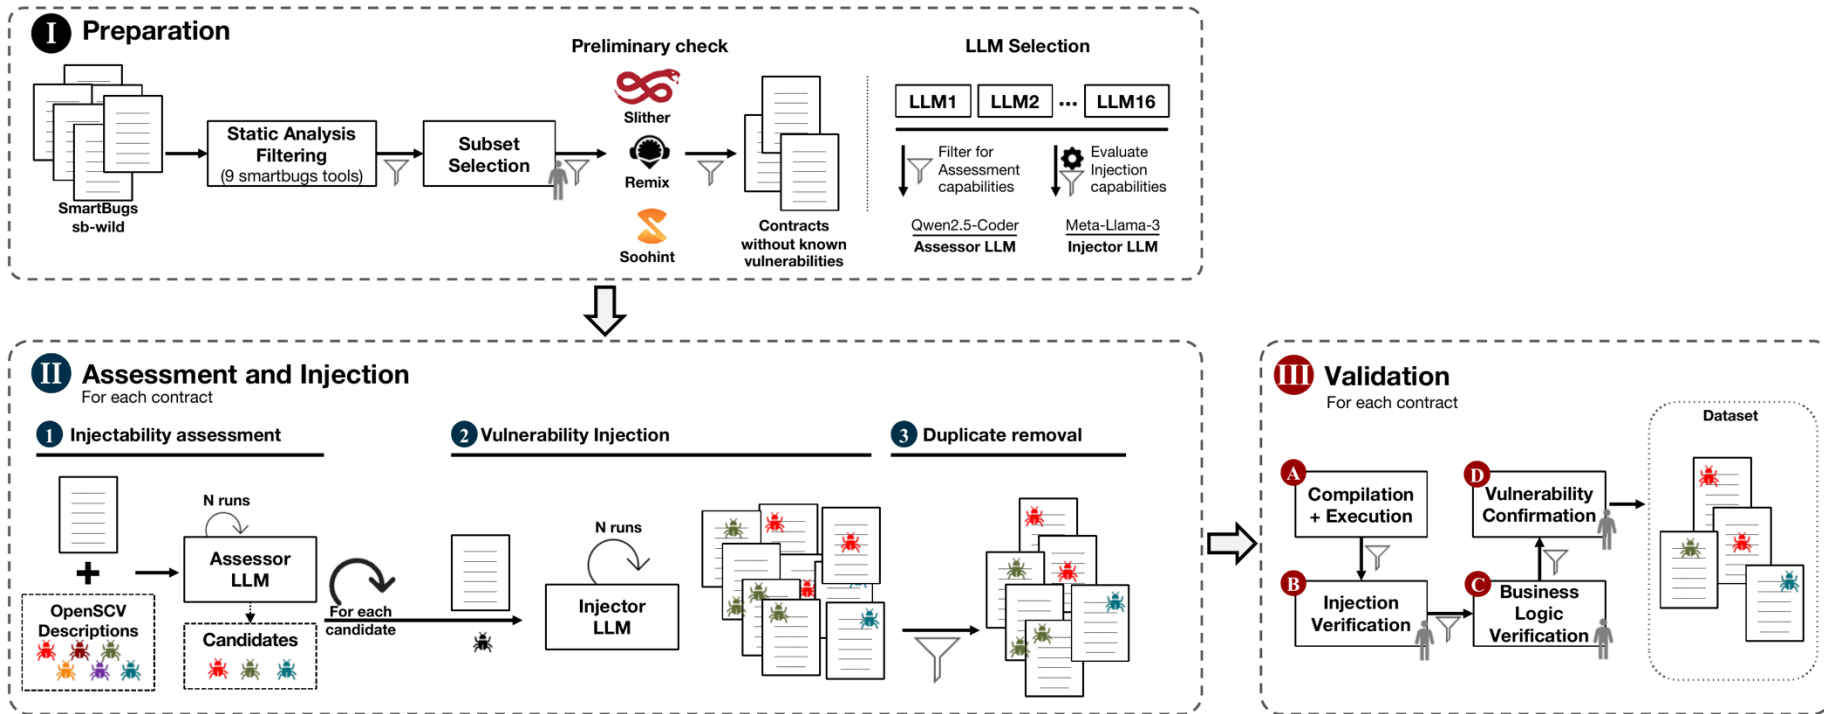 I Preparation
SmartBugs
sb-wild
Static Analysis
Filtering
(9 smartbugs tools)
Subset
Selection
Preliminary check
Slither
Remix
Soohint
Contracts
without known
vulnerabilities
LLM Selection
LLM1 LLM2 ... LLM16
Filter for
Assessment
capabilities
Evaluate
Injection
capabilities
Qwen2.5-Coder
Assessor LLM
Meta-Llama-3
Injector LLM
II Assessment and Injection
For each contract
1 Injectability assessment
N runs
Assessor
LLM
+
OpenSCV
Descriptions
Candidates
For each
candidate
2 Vulnerability Injection
N runs
Injector
LLM
3 Duplicate removal
III Validation
For each contract
A
Compilation
+ Execution
B
Injection
Verification
C
Business
Logic
Verification
D
Vulnerability
Confirmation
Dataset